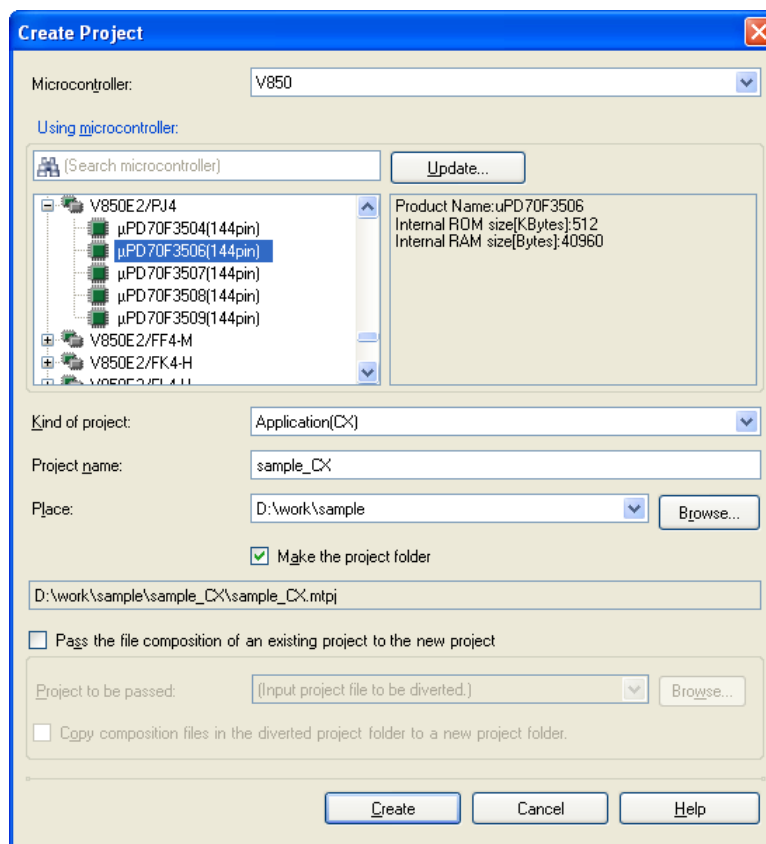 Create Project
Microcontroller:
V850
Using microcontroller:
(Search microcontroller)
Update...
V850E2/PJ4
µPD70F3504(144pin)
µPD70F3506(144pin)
µPD70F3507(144pin)
µPD70F3508(144pin)
µPD70F3509(144pin)
V850E2/FF4-M
V850E2/FK4-H
Product Name:uPD70F3506
Internal ROM size[KBytes]:512
Internal RAM size[Bytes]:40960
Kind of project:
Application(CX)
Project name:
sample_CX
Place:
D:\work\sample
Browse...
Make the project folder
D:\work\sample\sample_CX\sample_CX.mtpj
Pass the file composition of an existing project to the new project
Project to be passed:
(Input project file to be diverted.)
Browse...
Copy composition files in the diverted project folder to a new project folder.
Create
Cancel
Help